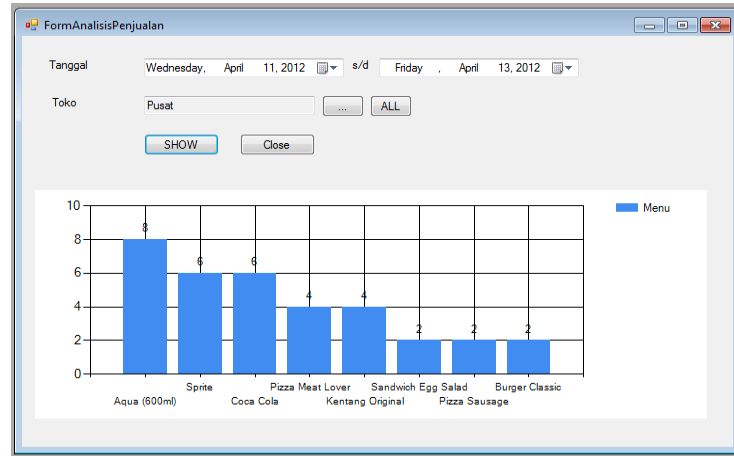 FormAnalisisPenjualan
Tanggal Wednesday, April 11, 2012 s/d Friday , April 13, 2012
Toko Pusat ... ALL
SHOW Close
10
8
6
4
2
0
8
6
6
4
4
2
2
2
Menu
Sprite Pizza Meat Lover Sandwich Egg Salad Burger Classic
Aqua (600ml) Coca Cola Kentang Original Pizza Sausage